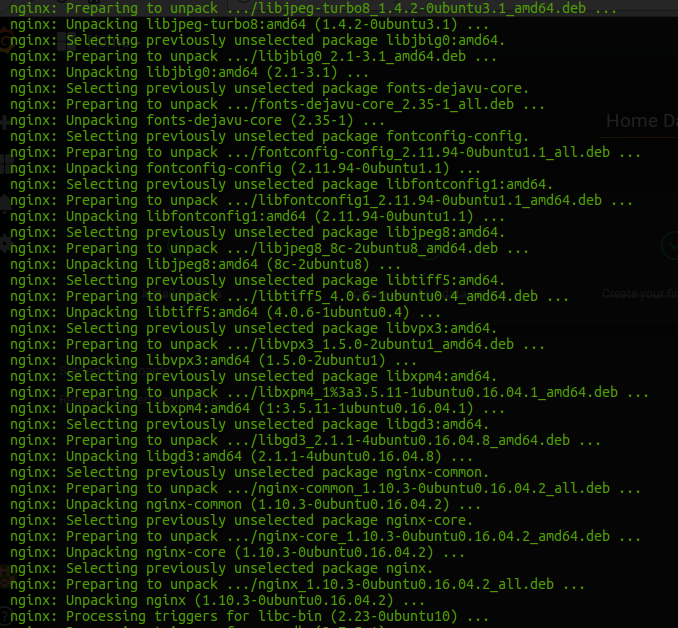 nginx: Preparing to unpack .../libjpeg-turbo8_1.4.2-0ubuntu3.1_amd64.deb ...
nginx: Unpacking libjpeg-turbo8:amd64 (1.4.2-0ubuntu3.1) ...
nginx: Selecting previously unselected package libjbig0:amd64.
nginx: Preparing to unpack .../libjbig0_2.1-3.1_amd64.deb ...
nginx: Unpacking libjbig0:amd64 (2.1-3.1) ...
nginx: Selecting previously unselected package fonts-dejavu-core.
nginx: Preparing to unpack .../fonts-dejavu-core_2.35-1_all.deb ...
nginx: Unpacking fonts-dejavu-core (2.35-1) ...
Home Da
nginx: Selecting previously unselected package fontconfig-config.
nginx: Preparing to unpack .../fontconfig-config_2.11.94-0ubuntu1.1_all.deb ...
nginx: Unpacking fontconfig-config (2.11.94-0ubuntu1.1) ...
nginx: Selecting previously unselected package libfontconfig1:amd64.
nginx: Preparing to unpack .../libfontconfig1_2.11.94-0ubuntu1.1_amd64.deb ...
nginx: Unpacking libfontconfig1:amd64 (2.11.94-0ubuntu1.1) ...
nginx: Selecting previously unselected package libjpeg8:amd64.
nginx: Preparing to unpack .../libjpeg8_8c-2ubuntu8_amd64.deb ...
nginx: Unpacking libjpeg8:amd64 (8c-2ubuntu8) ...
nginx: Selecting previously unselected package libtiff5:amd64.
nginx: Preparing to unpack .../libtiff5_4.0.6-1ubuntu0.4_amd64.deb ...
Create your fi
nginx: Unpacking libtiff5:amd64 (4.0.6-1ubuntu0.4) ...
nginx: Selecting previously unselected package libvpx3:amd64.
nginx: Preparing to unpack .../libvpx3_1.5.0-2ubuntu1_amd64.deb ...
nginx: Unpacking libvpx3:amd64 (1.5.0-2ubuntu1) ...
nginx: Selecting previously unselected package libxpm4:amd64.
nginx: Preparing to unpack .../libxpm4_1%3a3.5.11-1ubuntu0.16.04.1_amd64.deb ...
nginx: Unpacking libxpm4:amd64 (1:3.5.11-1ubuntu0.16.04.1) ...
nginx: Selecting previously unselected package libgd3:amd64.
nginx: Preparing to unpack .../libgd3_2.1.1-4ubuntu0.16.04.8_amd64.deb ...
nginx: Unpacking libgd3:amd64 (2.1.1-4ubuntu0.16.04.8) ...
nginx: Selecting previously unselected package nginx-common.
nginx: Preparing to unpack .../nginx-common_1.10.3-0ubuntu0.16.04.2_all.deb ...
nginx: Unpacking nginx-common (1.10.3-0ubuntu0.16.04.2) ...
nginx: Selecting previously unselected package nginx-core.
nginx: Preparing to unpack .../nginx-core_1.10.3-0ubuntu0.16.04.2_amd64.deb ...
nginx: Unpacking nginx-core (1.10.3-0ubuntu0.16.04.2) ...
nginx: Selecting previously unselected package nginx.
nginx: Preparing to unpack .../nginx_1.10.3-0ubuntu0.16.04.2_all.deb ...
nginx: Unpacking nginx (1.10.3-0ubuntu0.16.04.2) ...
nginx: Processing triggers for libc-bin (2.23-0ubuntu10) ...